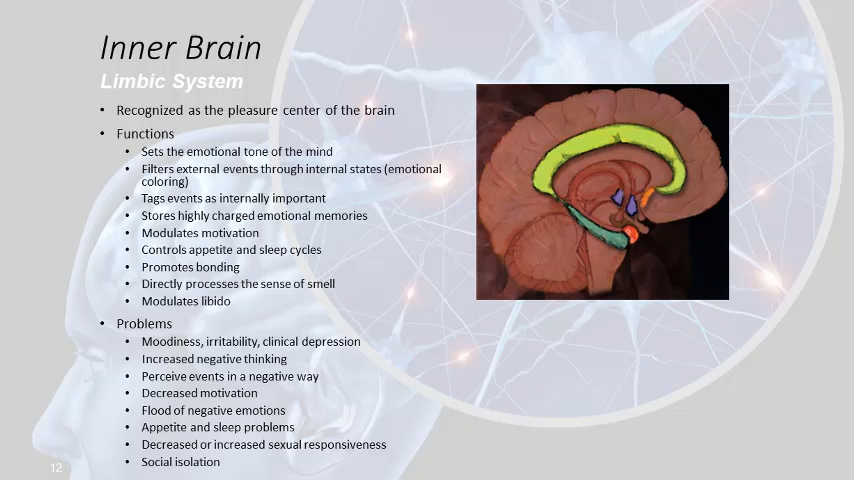 Inner Brain
Limbic System
• Recognized as the pleasure center of the brain
• Functions
• Sets the emotional tone of the mind
• Filters external events through internal states (emotional
coloring)
• Tags events as internally important
• Stores highly charged emotional memories
• Modulates motivation
• Controls appetite and sleep cycles
• Promotes bonding
• Directly processes the sense of smell
• Modulates libido
• Problems
• Moodiness, irritability, clinical depression
• Increased negative thinking
• Perceive events in a negative way
• Decreased motivation
• Flood of negative emotions
• Appetite and sleep problems
• Decreased or increased sexual responsiveness
• Social isolation
12